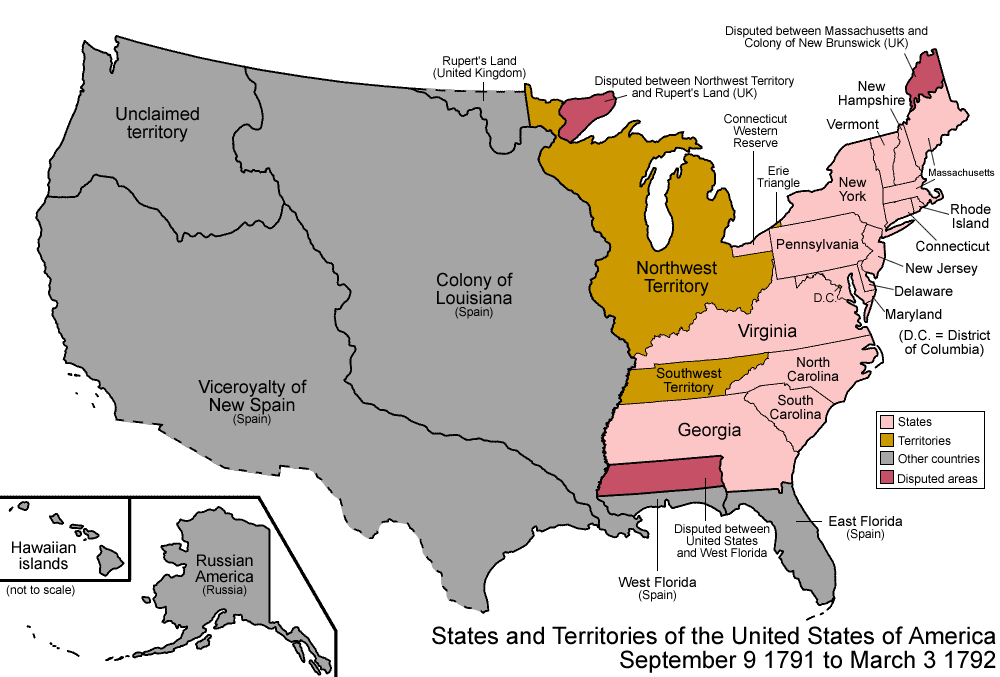 Disputed between Massachusetts and
Colony of New Brunswick (UK)
Rupert's Land
(United Kingdom)
Disputed between Northwest Territory
and Rupert's Land (UK)
New
Hampshire
Vermont
Connecticut
Western
Reserve
Erie
Triangle
Massachusetts
Unclaimed
territory
New
York
Rhode
Island
Connecticut
Pennsylvania
New Jersey
Northwest
Territory
Colony of
Louisiana
(Spain)
D.C.
Delaware
Maryland
(D.C. = District
of Columbia)
Virginia
Viceroyalty of
New Spain
(Spain)
Southwest
Territory
North
Carolina
South
Carolina
Georgia
States
Territories
Other countries
Disputed areas
Disputed between
United States
and West Florida
East Florida
(Spain)
West Florida
(Spain)
Hawaiian
islands
(not to scale)
Russian
America
(Russia)
States and Territories of the United States of America
September 9 1791 to March 3 1792